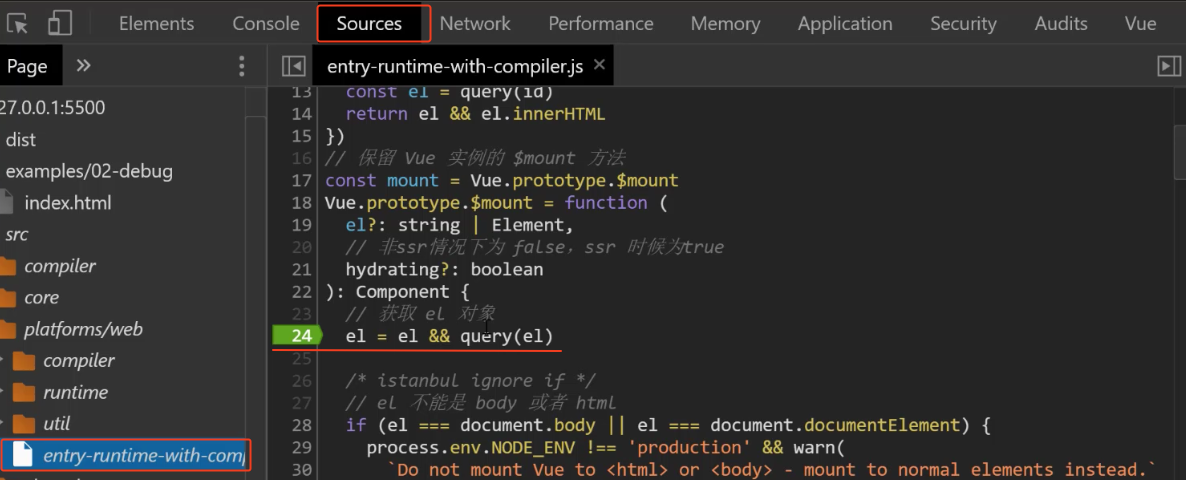 Elements Console Sources Network Performance Memory Application Security Audits Vue
Page »
entry-runtime-with-compiler.js ×
27.0.0.1:5500
dist
examples/02-debug
index.html
src
compiler
core
platforms/web
compiler
runtime
util
entry-runtime-with-comp
13 const el = query(id)
14 return el && el.innerHTML
15 })
16 // 保留 Vue 实例的 $mount 方法
17 const mount = Vue.prototype.$mount
18 Vue.prototype.$mount = function (
19 el?: string | Element,
20 // 非ssr情况下为 false，ssr 时候为true
21 hydrating?: boolean
22 ): Component {
23 // 获取 el 对象
24 el = el && query(el)
25
26 /* istanbul ignore if */
27 // el 不能是 body 或者 html
28 if (el === document.body || el === document.documentElement) {
29 process.env.NODE_ENV !== 'production' && warn(
30 `Do not mount Vue to <html> or <body> - mount to normal elements instead.`